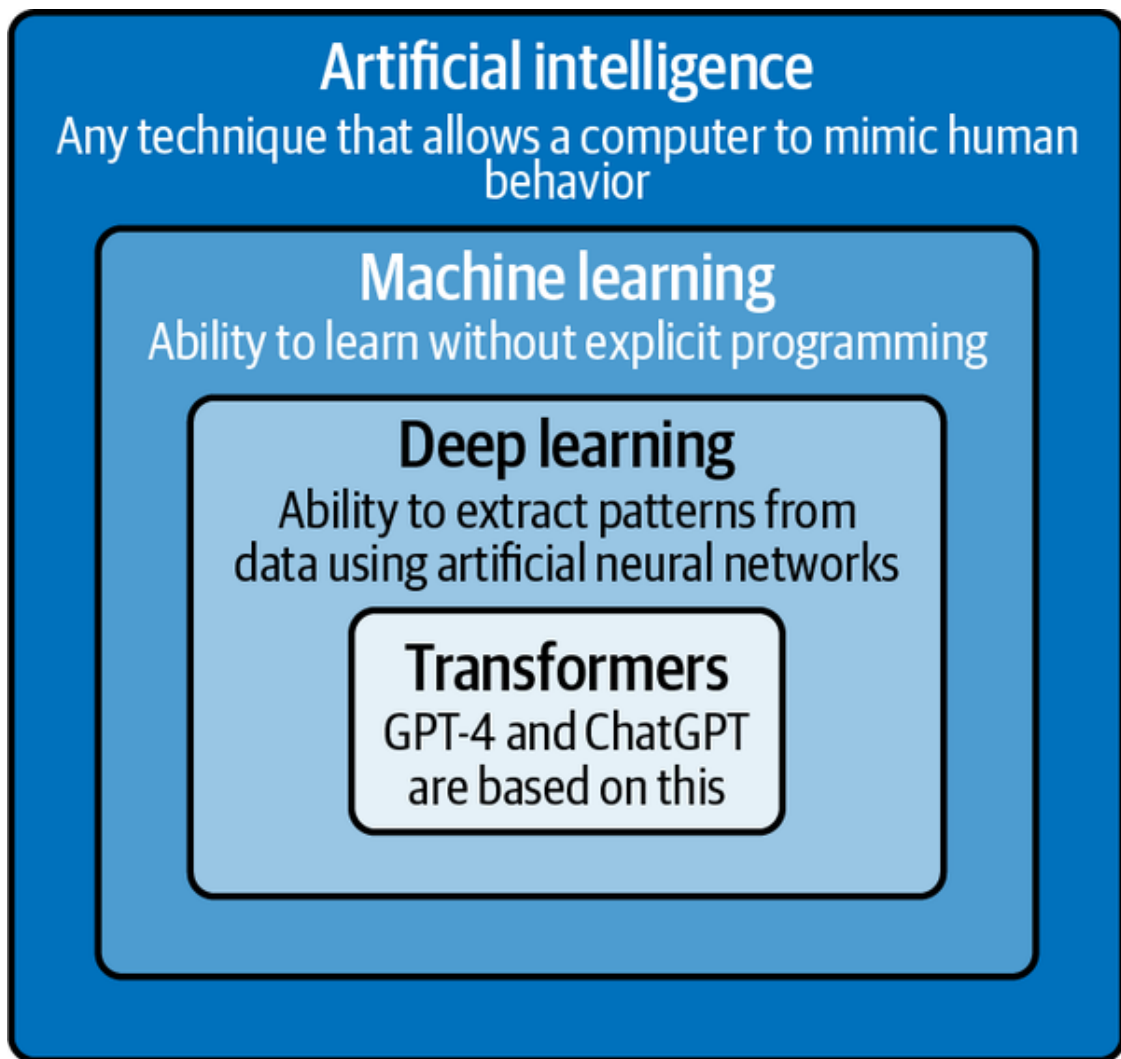 Artificial intelligence
Any technique that allows a computer to mimic human
behavior
Machine learning
Ability to learn without explicit programming
Deep learning
Ability to extract patterns from
data using artificial neural networks
Transformers
GPT-4 and ChatGPT
are based on this